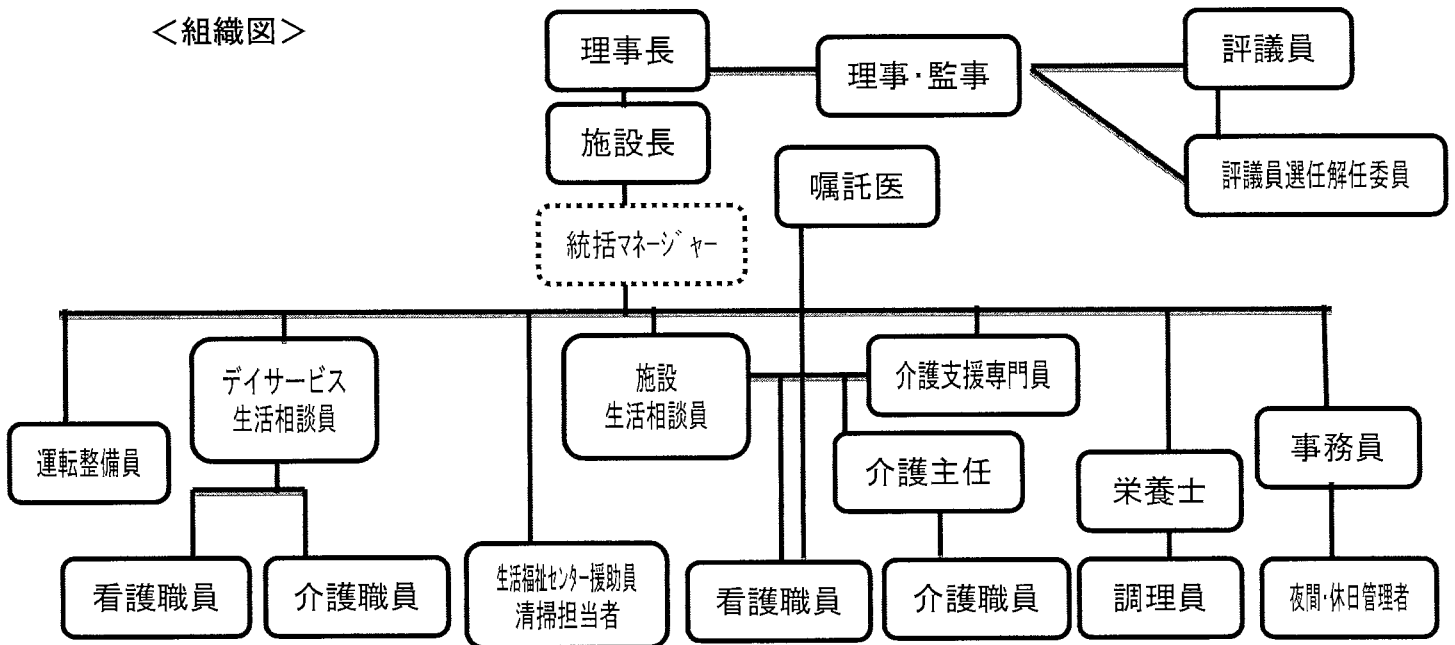 ＜組織図＞
理事長
理事・監事
評議員
施設長
評議員選任解任委員
嘱託医
統括マネージャー
デイサービス
生活相談員
施設
生活相談員
介護支援専門員
運転整備員
介護主任
栄養士
事務員
看護職員
介護職員
生活福祉センター援助員
清掃担当者
看護職員
介護職員
調理員
夜間・休日管理者